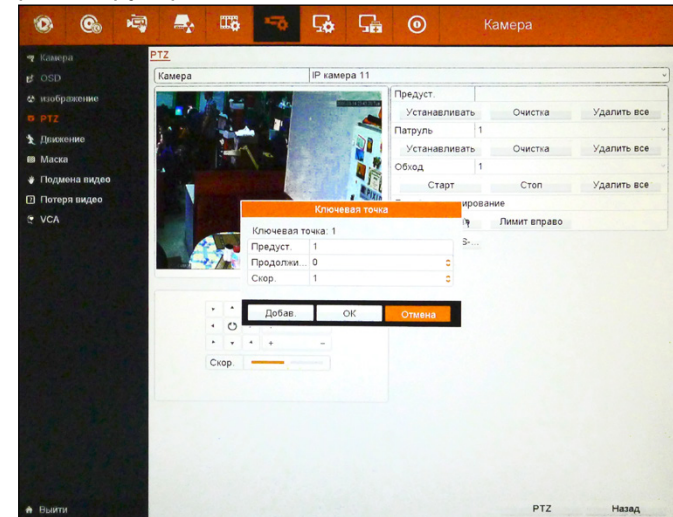 Камера
Камера
OSD
изображение
PTZ
Движение
Маска
Подмена видео
Потеря видео
VCA
Выйти
PTZ
Камера IP камера 11
Предуст.
Устанавливать Очистка Удалить все
Патруль 1
Устанавливать Очистка Удалить все
Обход 1
Старт Стоп Удалить все
Лимит вправо
Ключевая точка
Ключевая точка: 1
Предуст. 1
Продолжи... 0
Скор. 1
Добав. OK Отмена
Скор.
PTZ Назад